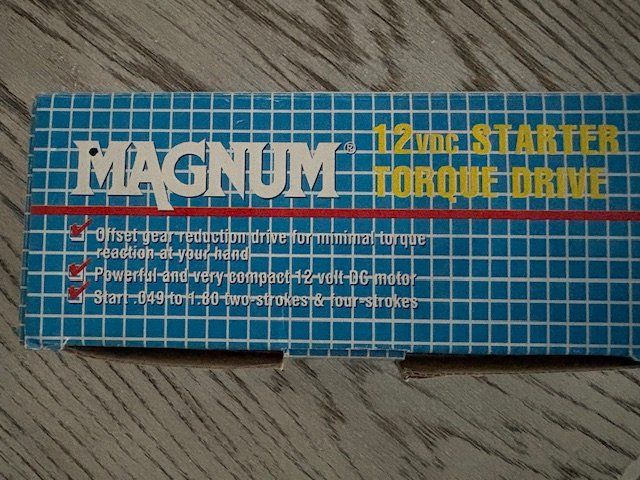 MAGNUM®
12VDC STARTER
TORQUE DRIVE
Offset gear reduction drive for minimal torque
reaction at your hand
Powerful and very compact 12 volt DC motor
Start .049 to 1.80 two-strokes & four-strokes